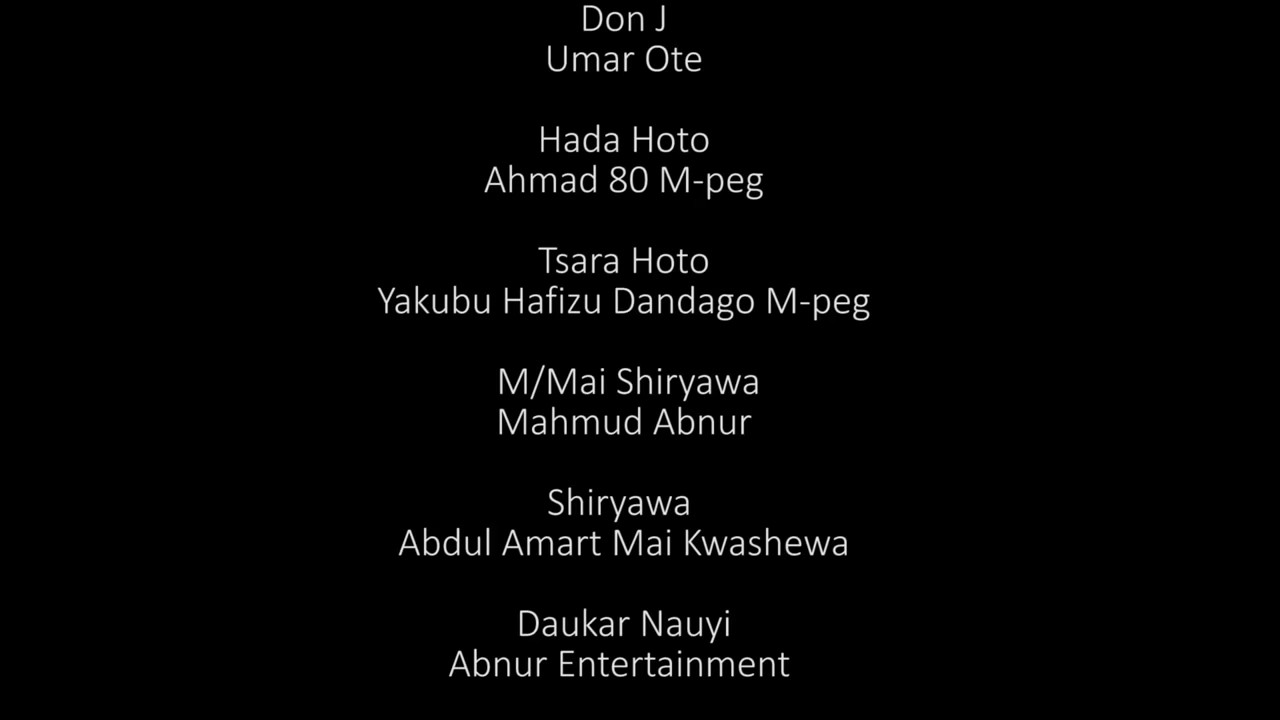 Don J
Umar Ote
Hada Hoto
Ahmad 80 M-peg
Tsara Hoto
Yakubu Hafizu Dandago M-peg
M/Mai Shiryawa
Mahmud Abnur
Shiryawa
Abdul Amart Mai Kwashewa
Daukar Nauyi
Abnur Entertainment